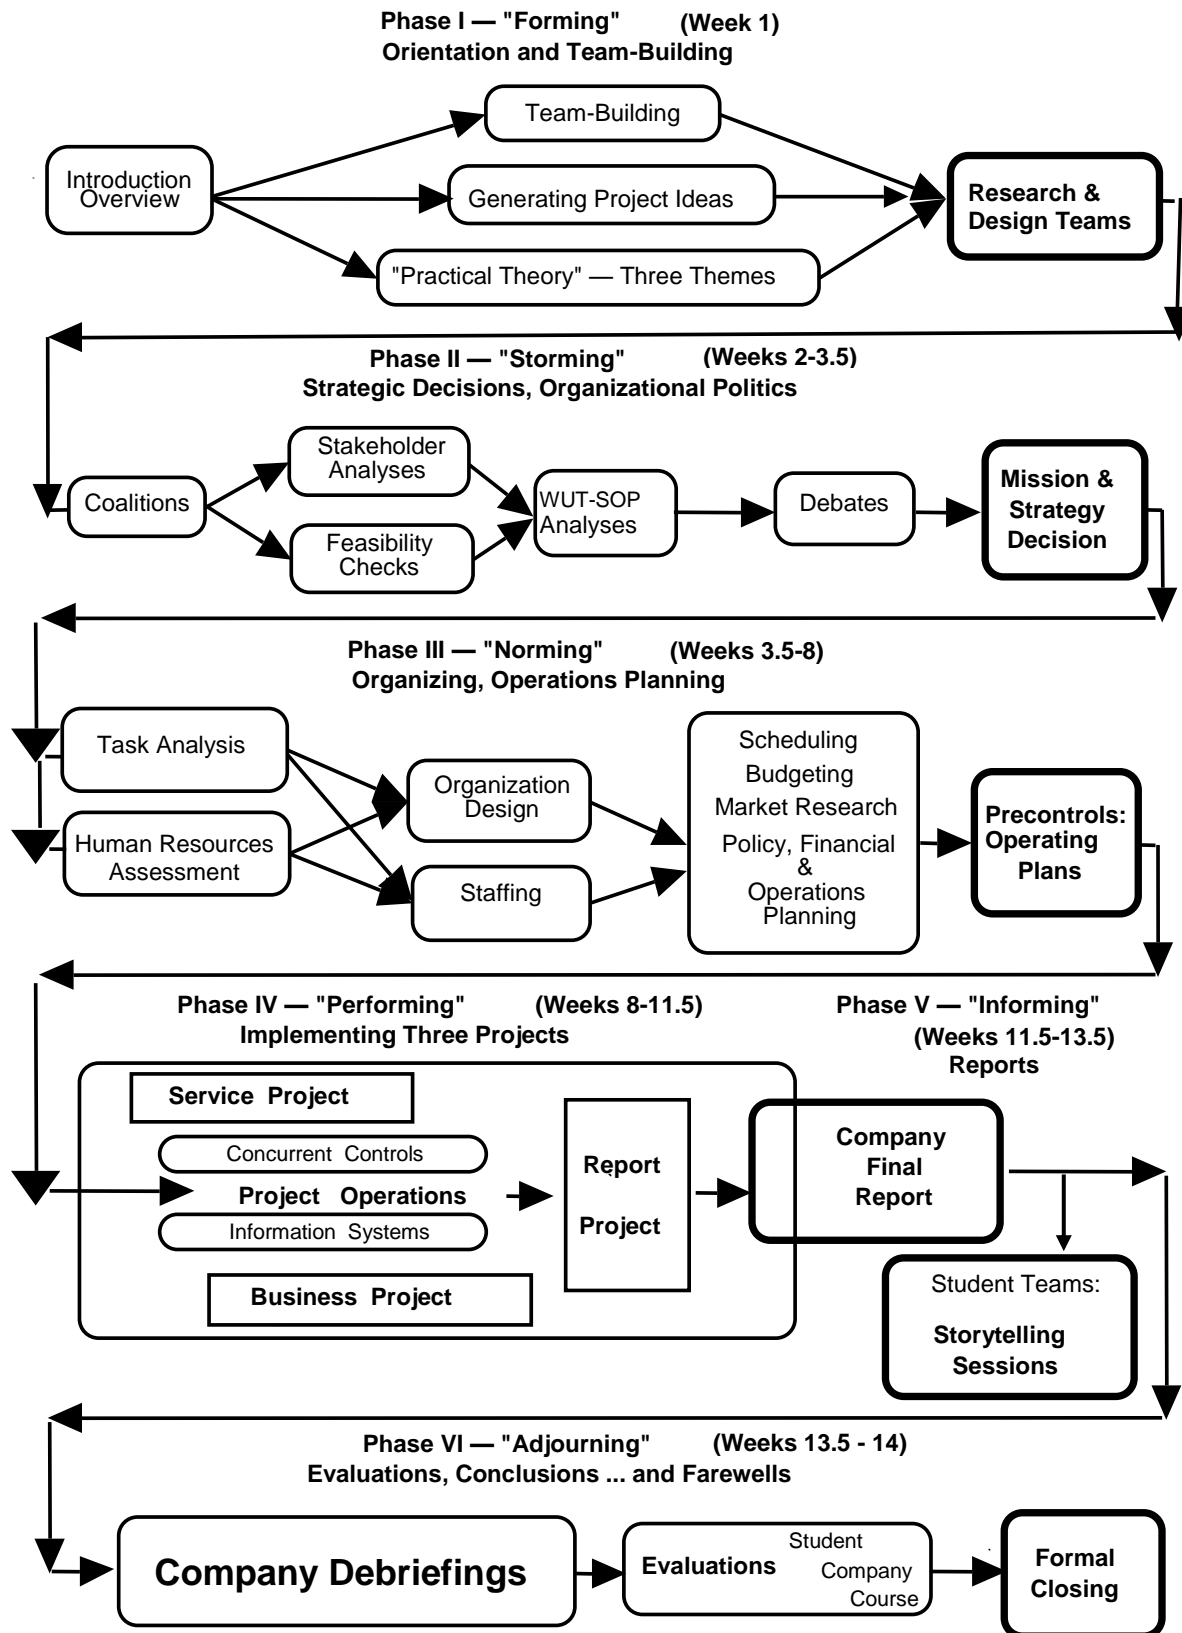 Phase I — "Forming" (Week 1)
Orientation and Team-Building
Team-Building
Introduction
Overview
Generating Project Ideas
Research &
Design Teams
"Practical Theory" — Three Themes
Phase II — "Storming" (Weeks 2-3.5)
Strategic Decisions, Organizational Politics
Coalitions
Stakeholder
Analyses
Feasibility
Checks
WUT-SOP
Analyses
Debates
Mission &
Strategy
Decision
Phase III — "Norming" (Weeks 3.5-8)
Organizing, Operations Planning
Task Analysis
Human Resources
Assessment
Organization
Design
Staffing
Scheduling
Budgeting
Market Research
Policy, Financial
&
Operations
Planning
Precontrols:
Operating
Plans
Phase IV — "Performing" (Weeks 8-11.5)
Implementing Three Projects
Phase V — "Informing"
(Weeks 11.5-13.5)
Reports
Service Project
Concurrent Controls
Project Operations
Information Systems
Business Project
Report
Project
Company
Final
Report
Student Teams:
Storytelling
Sessions
Phase VI — "Adjourning" (Weeks 13.5 - 14)
Evaluations, Conclusions ... and Farewells
Company Debriefings
Evaluations
Student
Company
Course
Formal
Closing